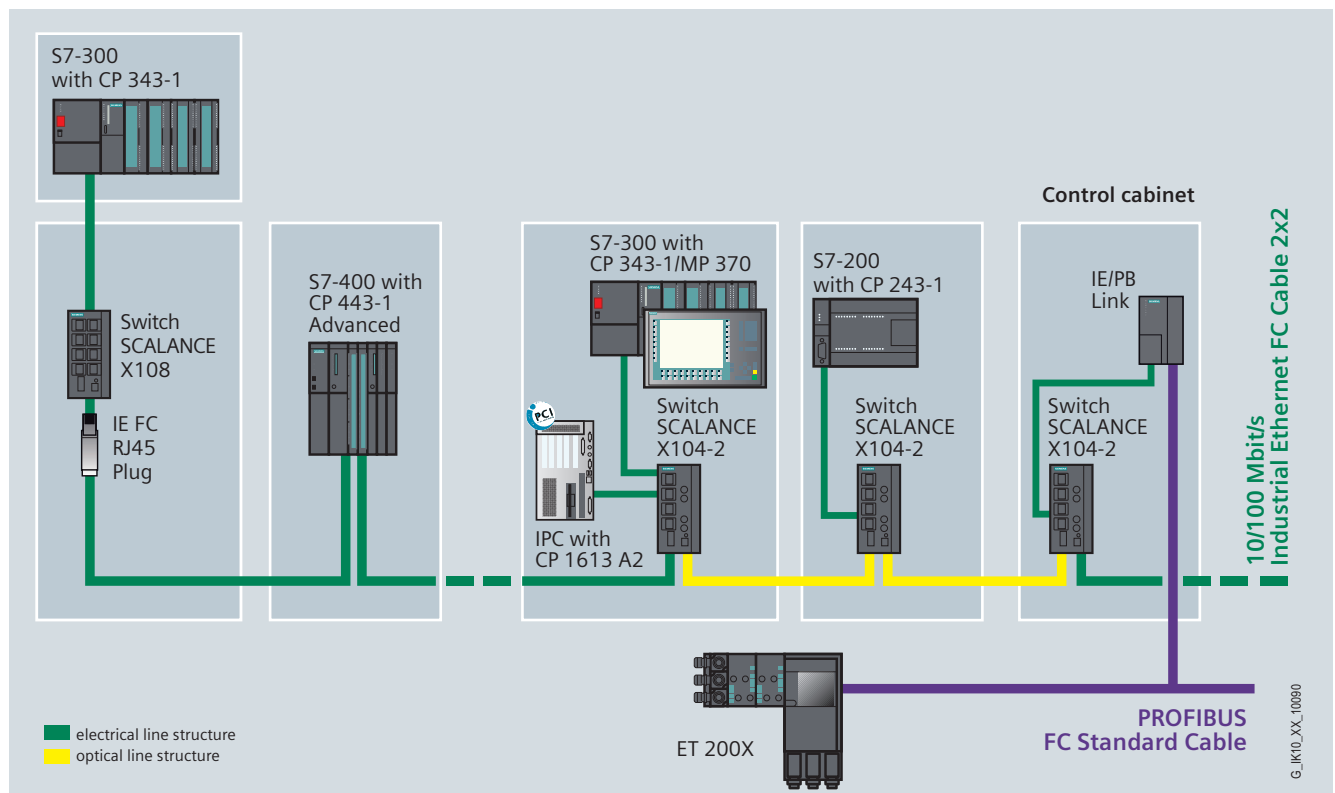 S7-300
with CP 343-1
Control cabinet
Switch
SCALANCE
X108
IE FC
RJ45
Plug
S7-400 with
CP 443-1
Advanced
S7-300 with
CP 343-1/MP 370
PCI
IPC with
CP 1613 A2
Switch
SCALANCE
X104-2
S7-200
with CP 243-1
Switch
SCALANCE
X104-2
IE/PB
Link
Switch
SCALANCE
X104-2
10/100 Mbit/s
Industrial Ethernet FC Cable 2x2
ET 200X
PROFIBUS
FC Standard Cable
electrical line structure
optical line structure
G_IK10_XX_10090